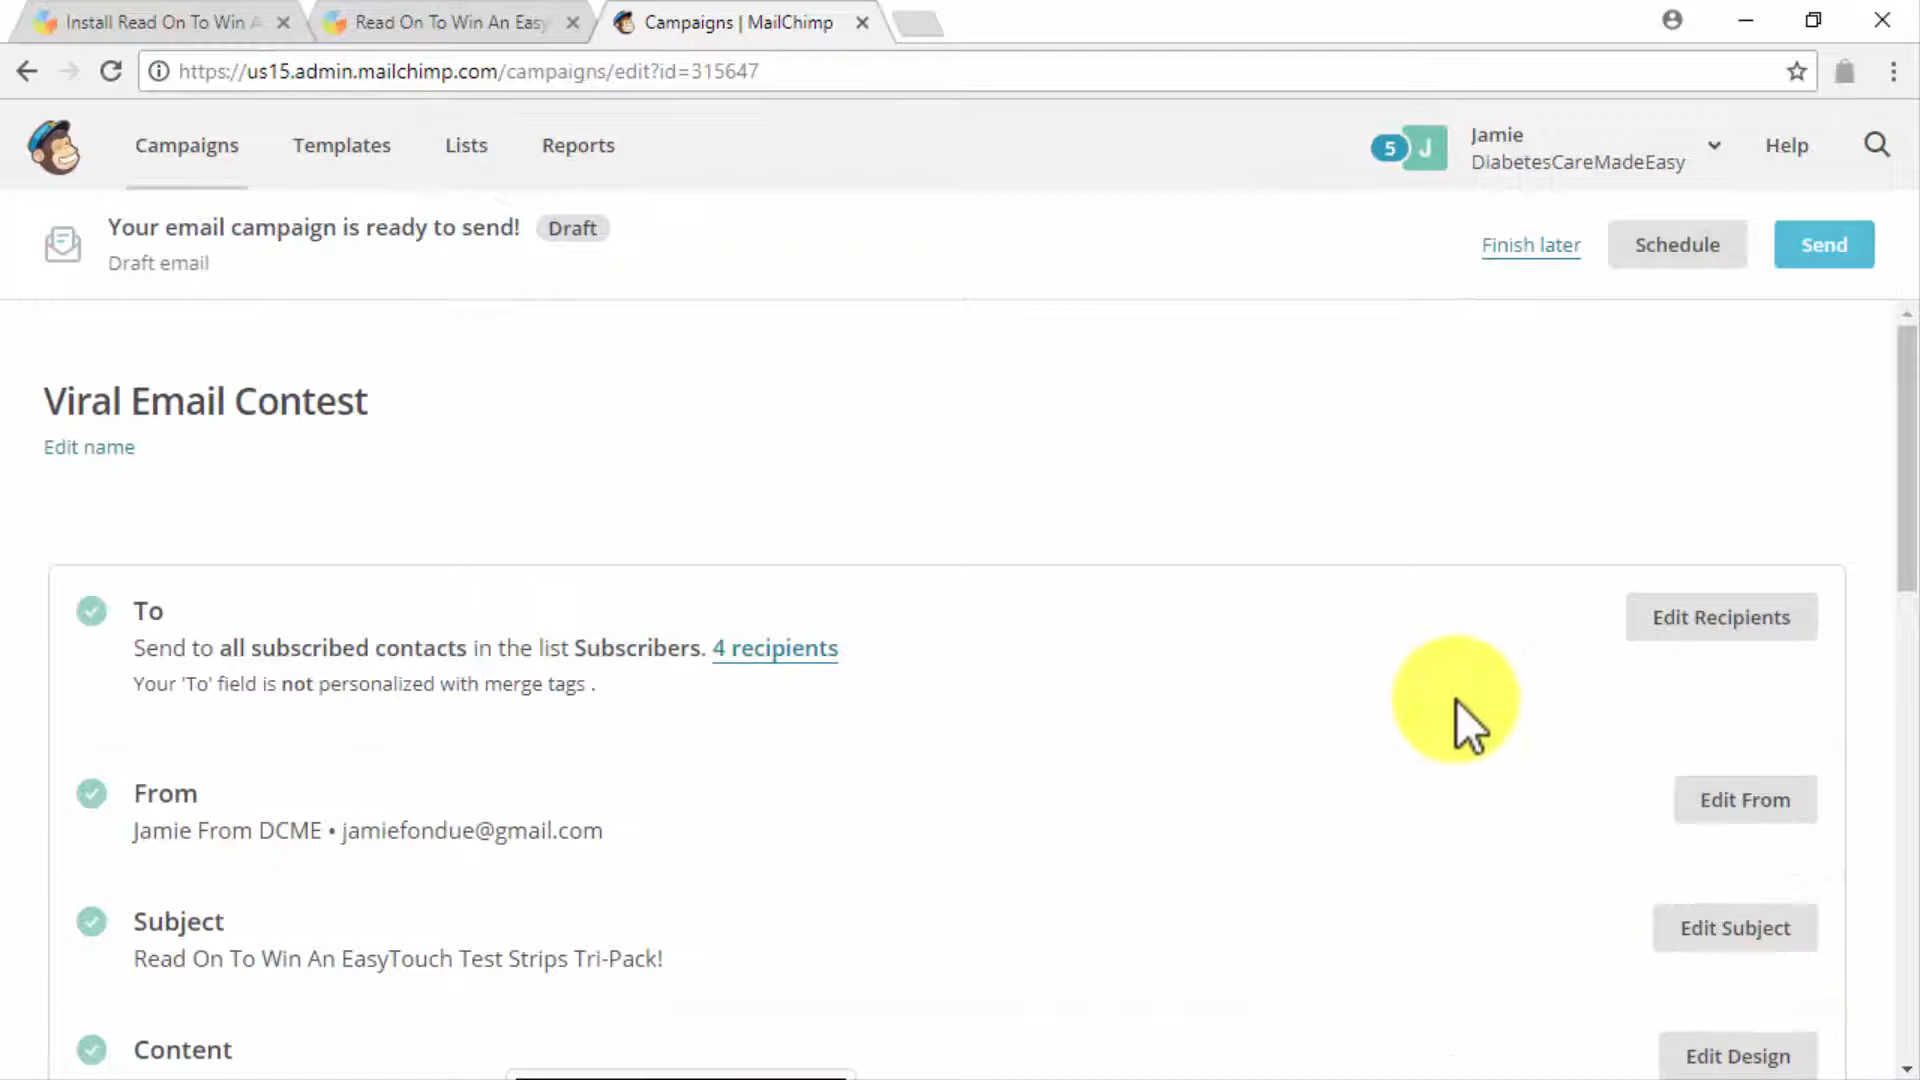 Install Read On To Win A
Read On To Win An Easy
Campaigns | MailChimp
https://us15.admin.mailchimp.com/campaigns/edit?id=315647
Campaigns
Templates
Lists
Reports
5
J
Jamie
DiabetesCareMadeEasy
Help
Your email campaign is ready to send!
Draft
Draft email
Finish later
Schedule
Send
Viral Email Contest
Edit name
To
Send to all subscribed contacts in the list Subscribers. 4 recipients
Your 'To' field is not personalized with merge tags .
Edit Recipients
From
Jamie From DCME • jamiefondue@gmail.com
Edit From
Subject
Read On To Win An EasyTouch Test Strips Tri-Pack!
Edit Subject
Content
Edit Design